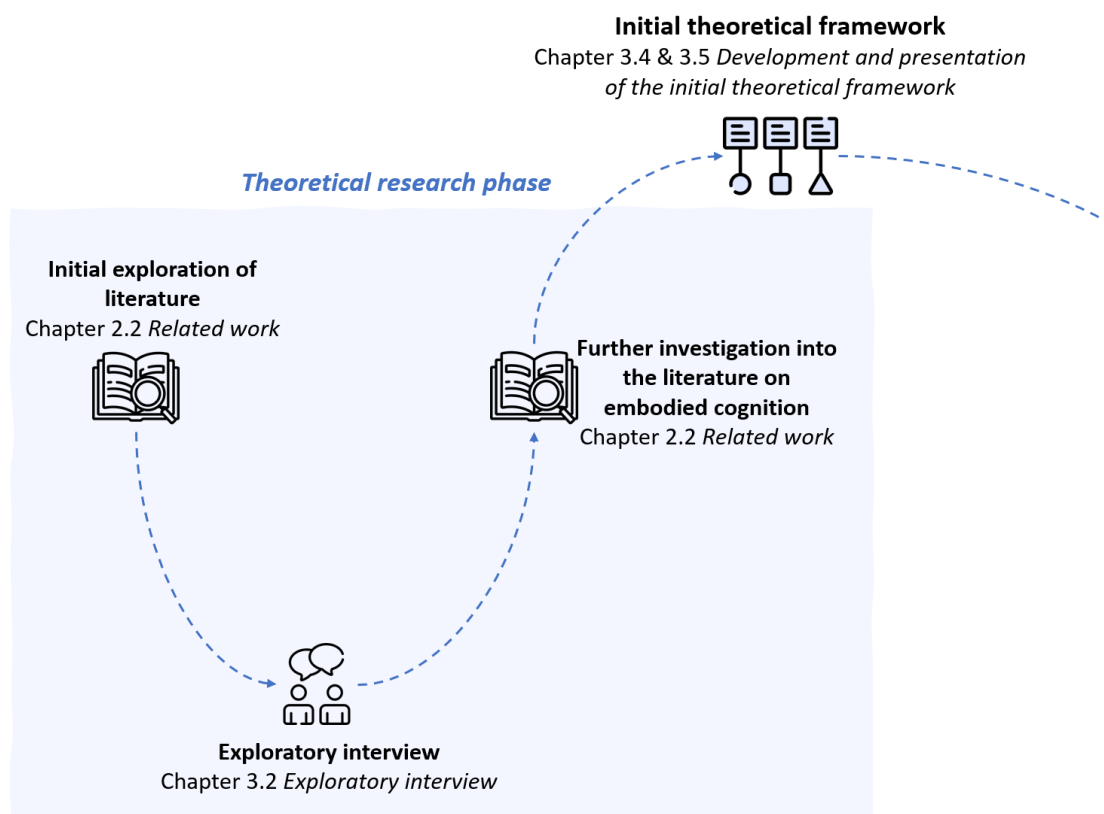 Initial theoretical framework
Chapter 3.4 & 3.5 Development and presentation
of the initial theoretical framework
Theoretical research phase
Initial exploration of
literature
Chapter 2.2 Related work
Further investigation into
the literature on
embodied cognition
Chapter 2.2 Related work
Exploratory interview
Chapter 3.2 Exploratory interview